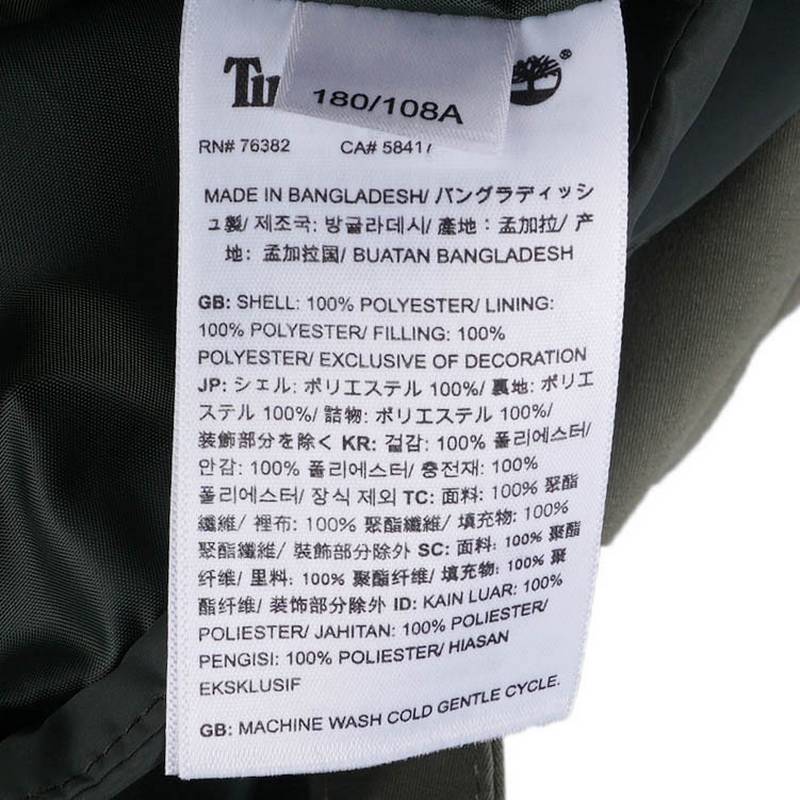 180/108A
RN# 76382 CA# 58417
MADE IN BANGLADESH/ バングラディッシ
ュ製/ 제조국: 방글라데시/ 產地：孟加拉/ 产
地：孟加拉国/ BUATAN BANGLADESH
GB: SHELL: 100% POLYESTER/ LINING:
100% POLYESTER/ FILLING: 100%
POLYESTER/ EXCLUSIVE OF DECORATION
JP: シェル: ポリエステル 100%/ 裏地: ポリエ
ステル 100%/ 詰物: ポリエステル 100%/
装飾部分を除く KR: 겉감: 100% 폴리에스터/
안감: 100% 폴리에스터/ 충전재: 100%
폴리에스터/ 장식 제외 TC: 面料: 100% 聚酯
纖維/ 裡布: 100% 聚酯纖維/ 填充物: 100%
聚酯纖維/ 裝飾部分除外 SC: 面料: 100% 聚酯
纤维/ 里料: 100% 聚酯纤维/ 填充物: 100% 聚
酯纤维/ 装饰部分除外 ID: KAIN LUAR: 100%
POLIESTER/ JAHITAN: 100% POLIESTER/
PENGISI: 100% POLIESTER/ HIASAN
EKSKLUSIF
GB: MACHINE WASH COLD GENTLE CYCLE.